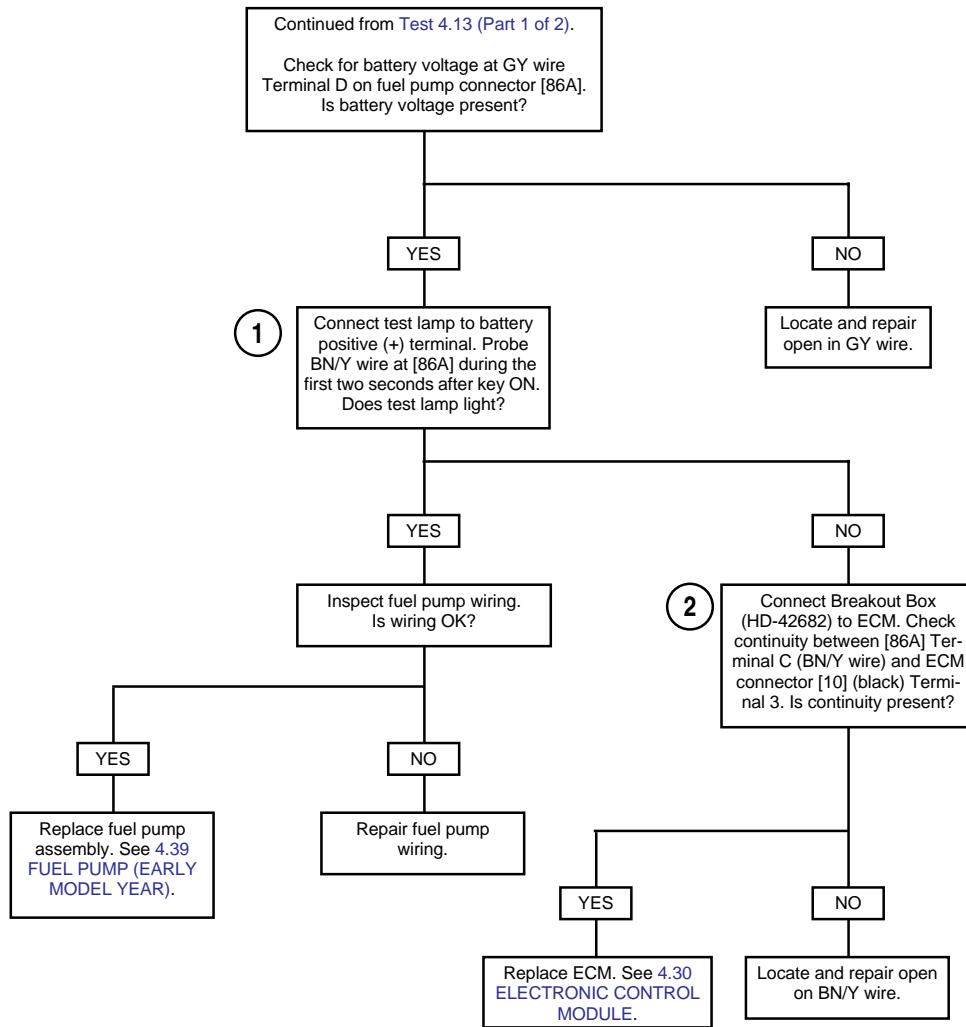 Continued from Test 4.13 (Part 1 of 2).
Check for battery voltage at GY wire
Terminal D on fuel pump connector [86A].
Is battery voltage present?
YES
NO
1
Connect test lamp to battery
positive (+) terminal. Probe
BN/Y wire at [86A] during the
first two seconds after key ON.
Does test lamp light?
Locate and repair
open in GY wire.
YES
NO
Inspect fuel pump wiring.
Is wiring OK?
2
Connect Breakout Box
(HD-42682) to ECM. Check
continuity between [86A] Ter-
minal C (BN/Y wire) and ECM
connector [10] (black) Termi-
nal 3. Is continuity present?
YES
NO
Replace fuel pump
assembly. See 4.39
FUEL PUMP (EARLY
MODEL YEAR).
Repair fuel pump
wiring.
YES
NO
Replace ECM. See 4.30
ELECTRONIC CONTROL
MODULE.
Locate and repair open
on BN/Y wire.